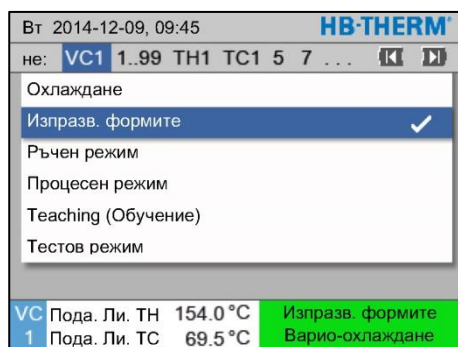 Вт 2014-12-09, 09:45 HB-THERM®
не: VC1 1..99 TH1 TC1 5 7 ...
Охлаждане
Изпразв. формите
Ръчен режим
Процесен режим
Teaching (Обучение)
Тестов режим
VC Пода. Ли. TH 154.0 °C Изпразв. формите
1 Пода. Ли. TC 69.5 °C Варио-охлаждане